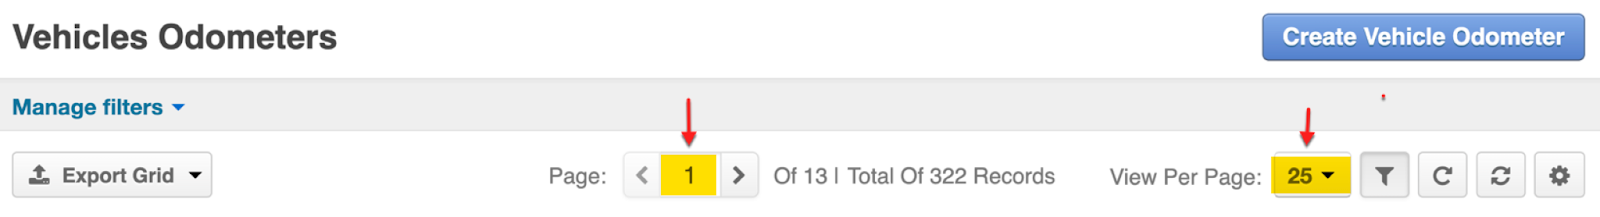 Vehicles Odometers
Create Vehicle Odometer
Manage filters
Export Grid
Page: 1 Of 13 | Total Of 322 Records
View Per Page: 25